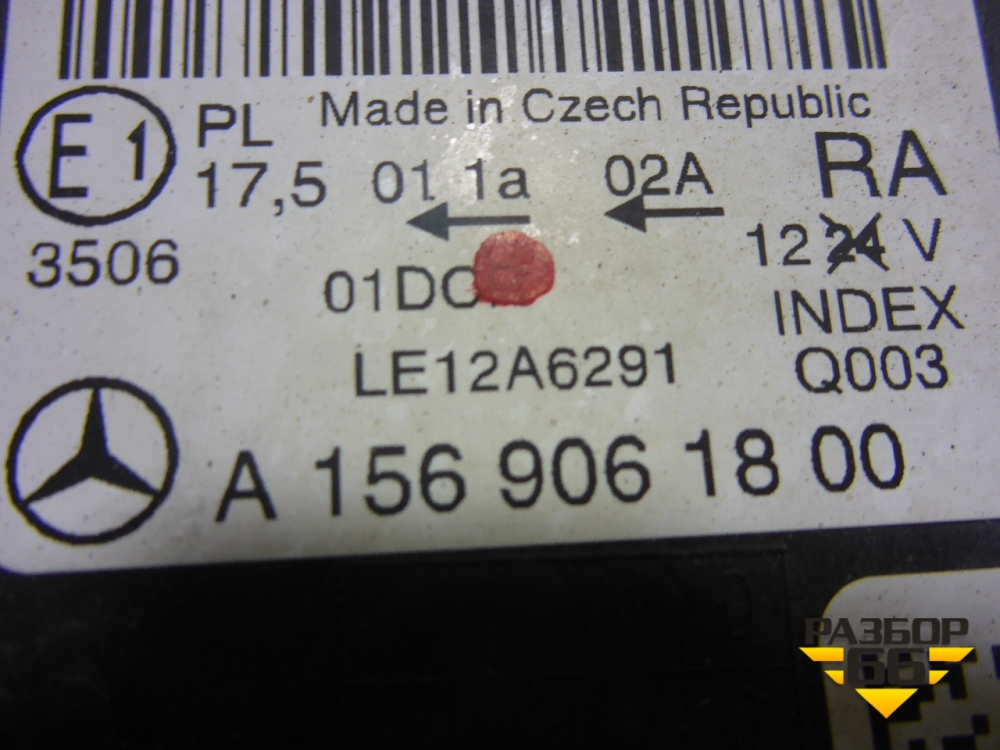 Made in Czech Republic
E1 PL
17,5 01 1a 02A RA
3506 12 24 V
INDEX
LE12A6291 Q003
A 156 906 18 00
РАЗБОР
66